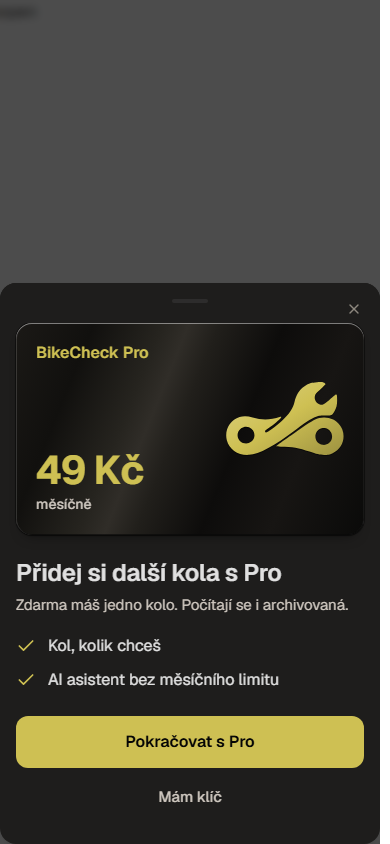 BikeCheck Pro
49 Kč
měsíčně
Přidej si další kola s Pro
Zdarma máš jedno kolo. Počítají se i archivovaná.
Kol, kolik chceš
AI asistent bez měsíčního limitu
Pokračovat s Pro
Mám klíč